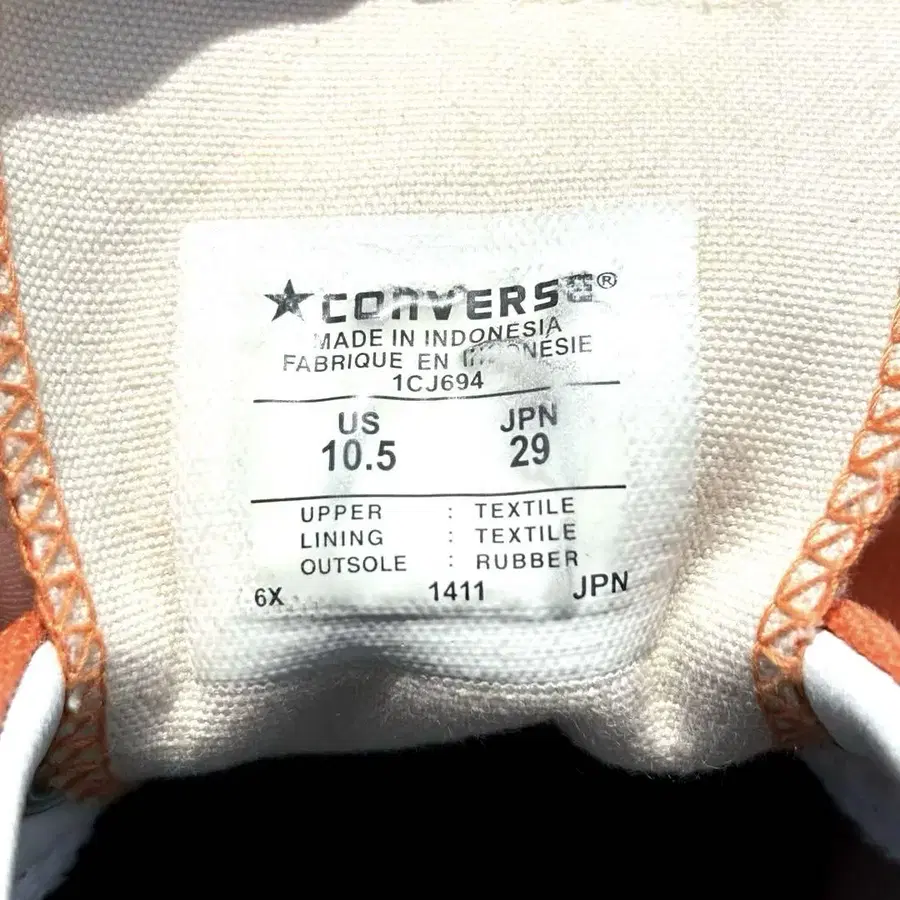 ★CONVERSE®
MADE IN INDONESIA
FABRIQUE EN INDONÉSIE
1CJ694
US JPN
10.5 29
UPPER : TEXTILE
LINING : TEXTILE
OUTSOLE : RUBBER
6X 1411 JPN